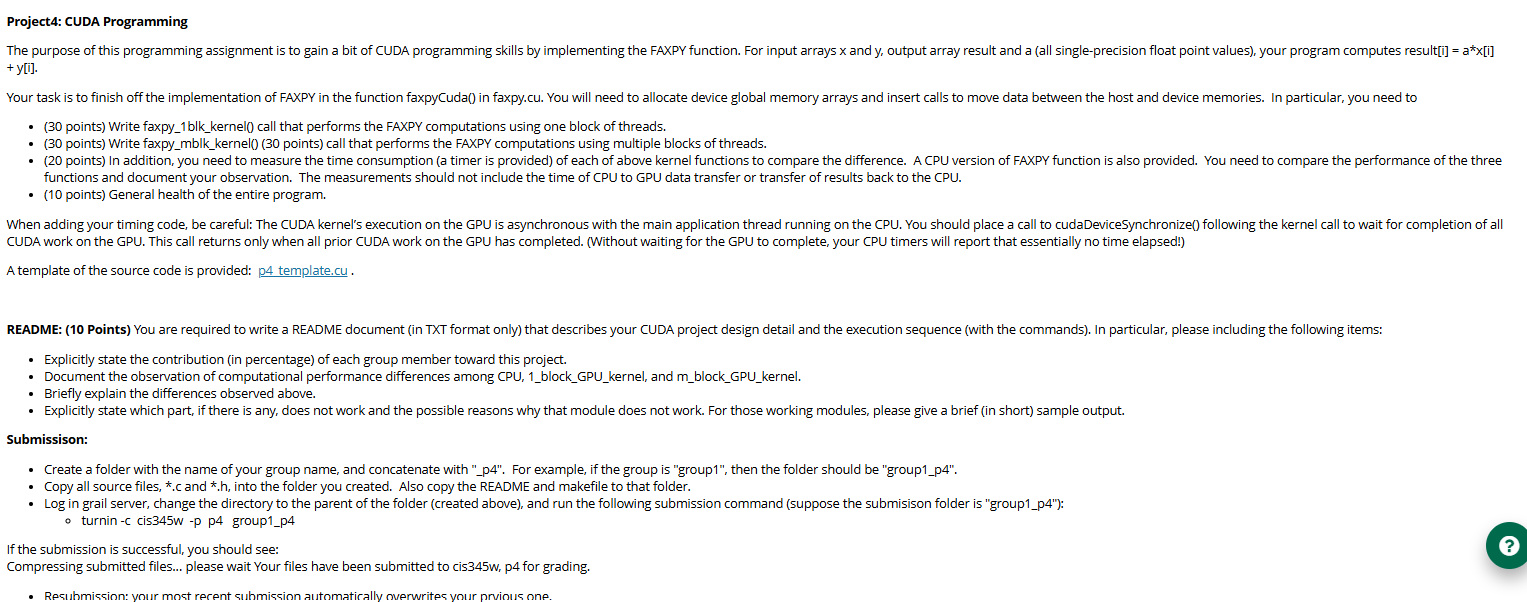 Project4: CUDA Programming
The purpose of this programming assignment is to gain a bit of CUDA programming skills by implementing the FAXPY function. For input arrays x and y, output array result and a (all single-precision float point values), your program computes result[i] = a*x[i]
+ y[i].
Your task is to finish off the implementation of FAXPY in the function faxpyCuda() in faxpy.cu. You will need to allocate device global memory arrays and insert calls to move data between the host and device memories.  In particular, you need to
• (30 points) Write faxpy_1blk_kernel() call that performs the FAXPY computations using one block of threads.
• (30 points) Write faxpy_mblk_kernel() (30 points) call that performs the FAXPY computations using multiple blocks of threads.
• (20 points) In addition, you need to measure the time consumption (a timer is provided) of each of above kernel functions to compare the difference.  A CPU version of FAXPY function is also provided.  You need to compare the performance of the three
functions and document your observation.  The measurements should not include the time of CPU to GPU data transfer or transfer of results back to the CPU.
• (10 points) General health of the entire program.
When adding your timing code, be careful: The CUDA kernel's execution on the GPU is asynchronous with the main application thread running on the CPU. You should place a call to cudaDeviceSynchronize() following the kernel call to wait for completion of all
CUDA work on the GPU. This call returns only when all prior CUDA work on the GPU has completed. (Without waiting for the GPU to complete, your CPU timers will report that essentially no time elapsed!)
A template of the source code is provided:  p4_template.cu .
README: (10 Points) You are required to write a README document (in TXT format only) that describes your CUDA project design detail and the execution sequence (with the commands). In particular, please including the following items:
• Explicitly state the contribution (in percentage) of each group member toward this project.
• Document the observation of computational performance differences among CPU, 1_block_GPU_kernel, and m_block_GPU_kernel.
• Briefly explain the differences observed above.
• Explicitly state which part, if there is any, does not work and the possible reasons why that module does not work. For those working modules, please give a brief (in short) sample output.
Submissison:
• Create a folder with the name of your group name, and concatenate with "_p4".  For example, if the group is "group1", then the folder should be "group1_p4".
• Copy all source files, *.c and *.h, into the folder you created.  Also copy the README and makefile to that folder.
• Log in grail server, change the directory to the parent of the folder (created above), and run the following submission command (suppose the submisison folder is "group1_p4"):
○ turnin -c  cis345w  -p  p4   group1_p4
If the submission is successful, you should see:
Compressing submitted files... please wait Your files have been submitted to cis345w, p4 for grading.
• Resubmission: your most recent submission automatically overwrites your prvious one.
?